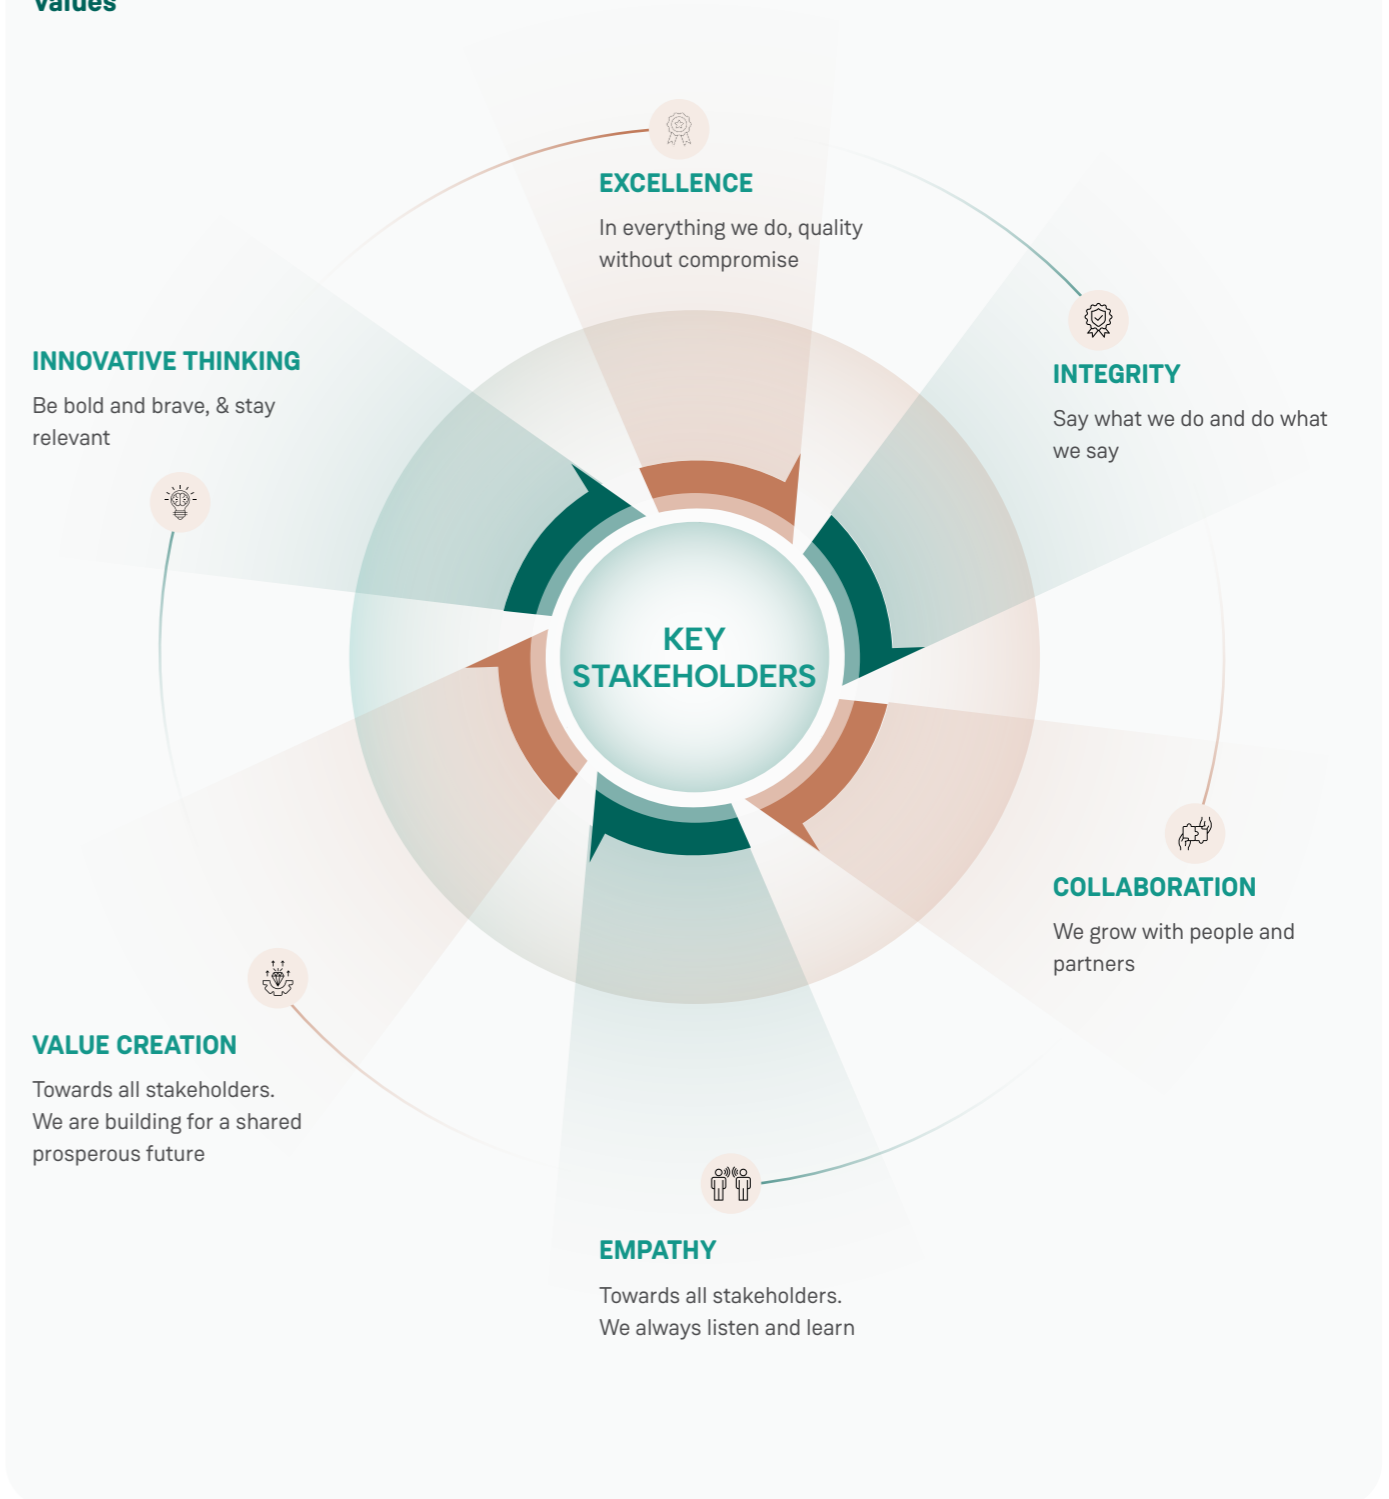 Values
EXCELLENCE
In everything we do, quality
without compromise
INTEGRITY
Say what we do and do what
we say
INNOVATIVE THINKING
Be bold and brave, & stay
relevant
KEY
STAKEHOLDERS
COLLABORATION
We grow with people and
partners
VALUE CREATION
Towards all stakeholders.
We are building for a shared
prosperous future
EMPATHY
Towards all stakeholders.
We always listen and learn